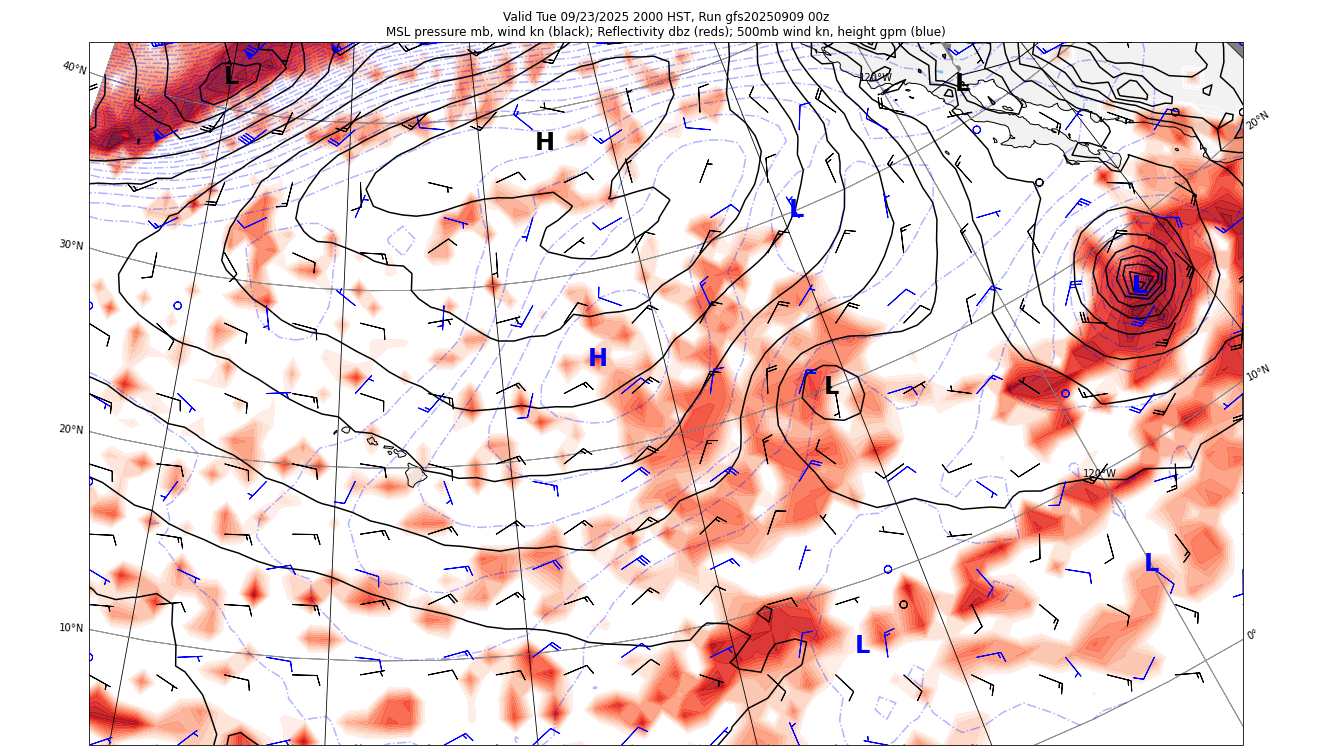 Valid Tue 09/23/2025 2000 HST, Run gfs20250909 00z
MSL pressure mb, wind kn (black); Reflectivity dbz (reds); 500mb wind kn, height gpm (blue)
40°N
L
120°W
L
20°N
H
L
30°N
L
H
10°N
L
20°N
120°W
L
10°N
L
0°